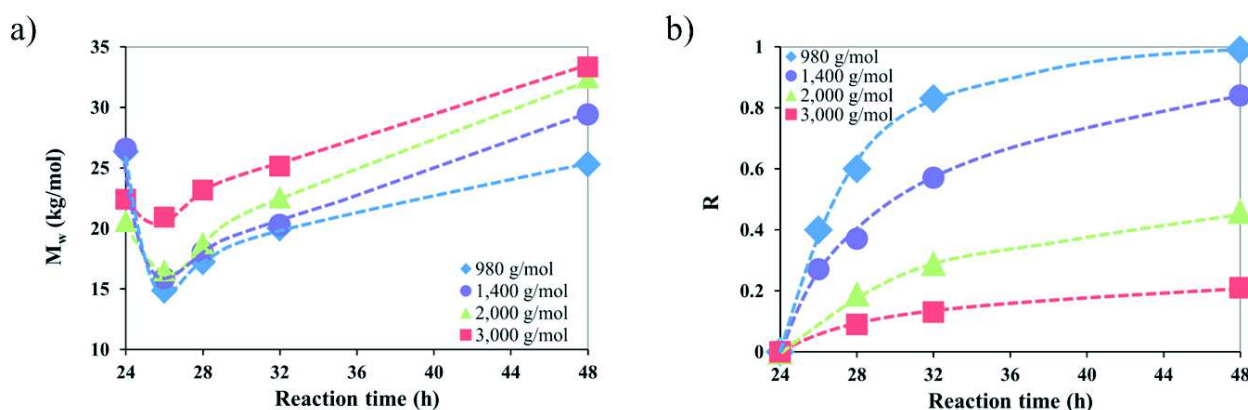 a)
35
30
25
20
15
10
Mw (kg/mol)
24 28 32 36 40 44 48
Reaction time (h)
980 g/mol
1,400 g/mol
2,000 g/mol
3,000 g/mol
b)
1
0.8
0.6
0.4
0.2
0
R
24 28 32 36 40 44 48
Reaction time (h)
980 g/mol
1,400 g/mol
2,000 g/mol
3,000 g/mol